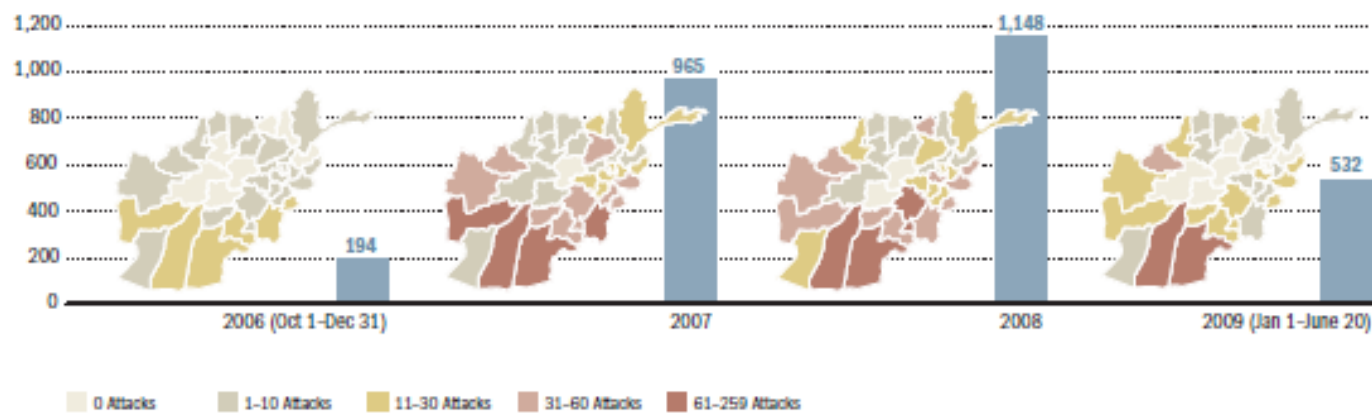 1,200
1,148
1,000
965
800
600
532
400
194
200
0
2006 (Oct 1–Dec 31)
2007
2008
2009 (Jan 1–June 20)
0 Attacks
1–10 Attacks
11–30 Attacks
31–60 Attacks
61–259 Attacks